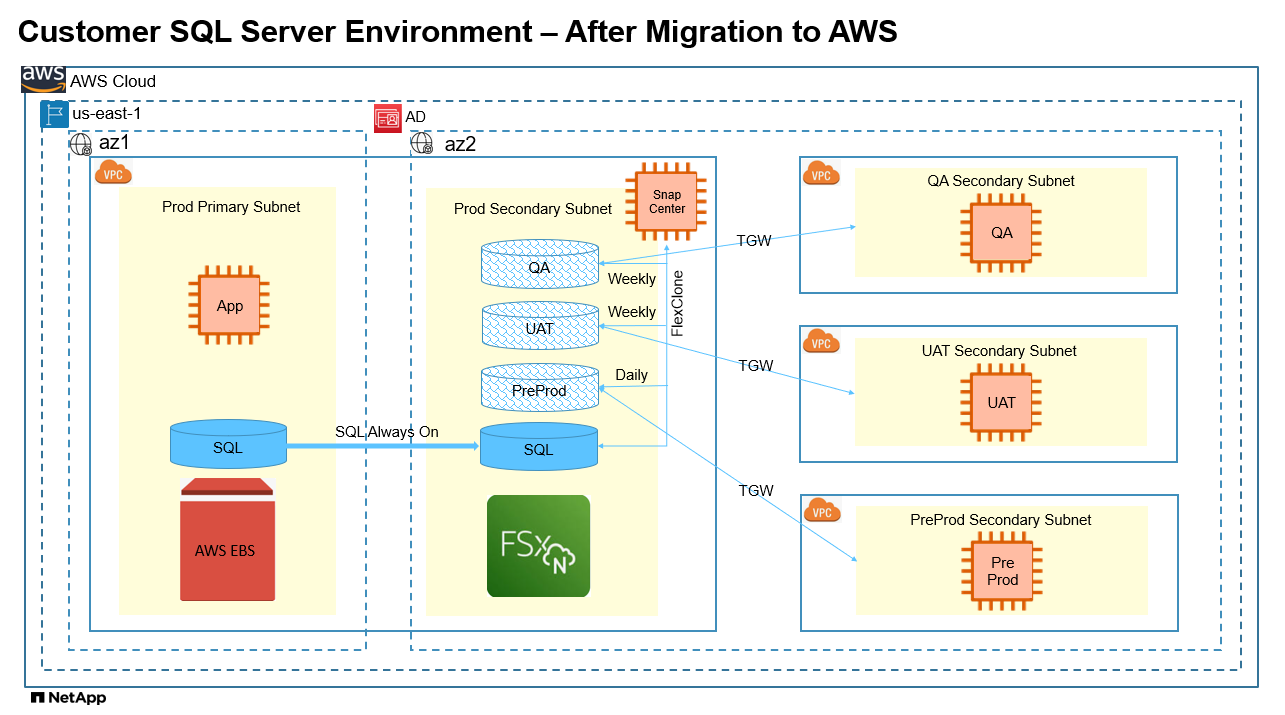 Customer SQL Server Environment – After Migration to AWS
aws
AWS Cloud
us-east-1
AD
az1
az2
VPC
Prod Primary Subnet
App
SQL
AWS EBS
SQL Always On
Prod Secondary Subnet
Snap
Center
QA
Weekly
UAT
Weekly
PreProd
Daily
SQL
FlexClone
FSx
N
TGW
TGW
TGW
VPC
QA Secondary Subnet
QA
VPC
UAT Secondary Subnet
UAT
VPC
PreProd Secondary Subnet
Pre
Prod
NetApp